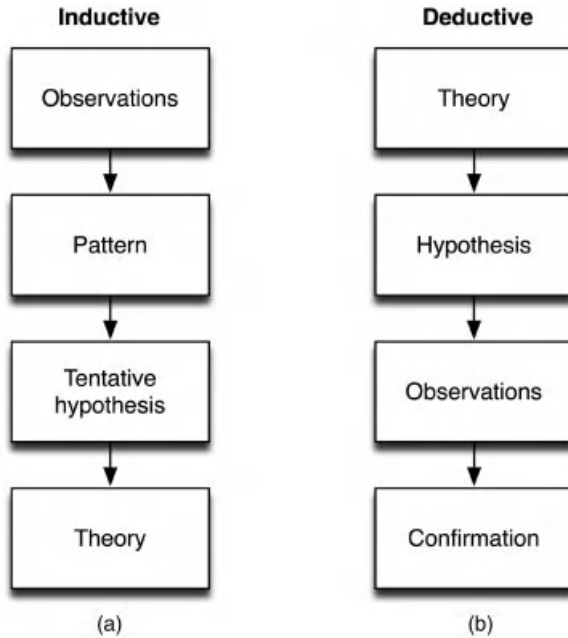 Inductive
Observations
Pattern
Tentative
hypothesis
Theory
(a)
Deductive
Theory
Hypothesis
Observations
Confirmation
(b)